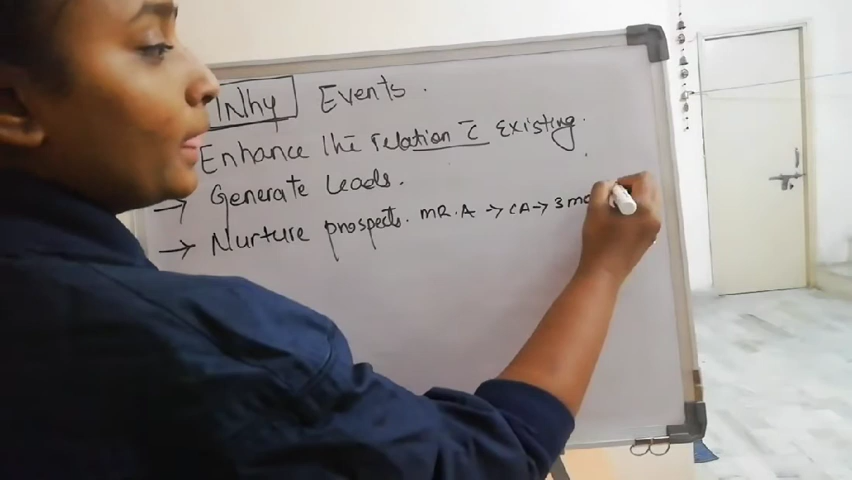 Why Events.
Enhance the relation c̄ existing.
→ Generate leads.
→ Nurture prospects. MR.A → CA → 3 mo